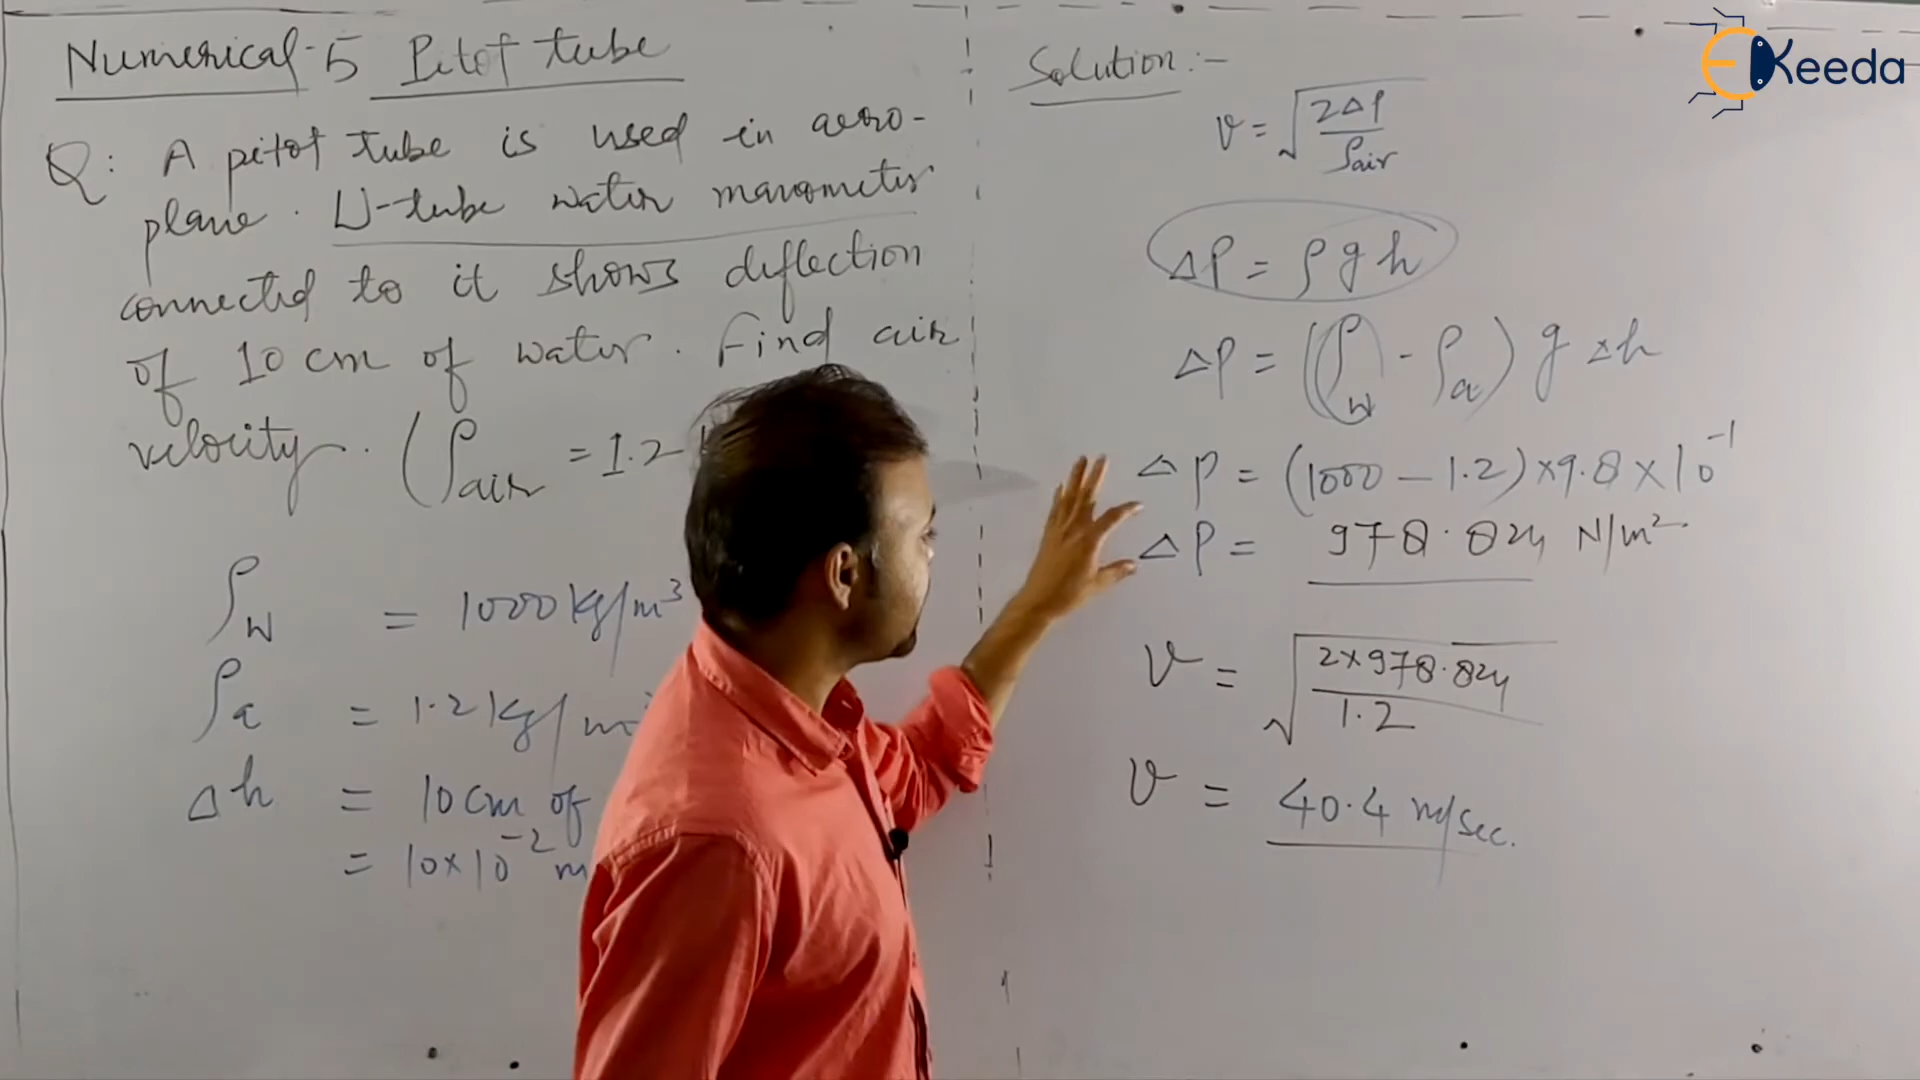 Numerical-5 Pitot tube
Q: A pitot tube is used in aero-
plane. U-tube water manometer
connected to it shows deflection
of 10 cm of water. Find air
velocity. (ρair = 1.2
ρw = 1000 kg/m³
ρa = 1.2 kg/m
Δh = 10 cm of
= 10×10⁻² m
Solution:-
v = √(2ΔP/ρair)
ΔP = ρgh
ΔP = (ρw - ρa) g Δh
ΔP = (1000 - 1.2)×9.8×10⁻¹
ΔP = 978.824 N/m²
v = √(2×978.824/1.2)
v = 40.4 m/sec.
EKeeda